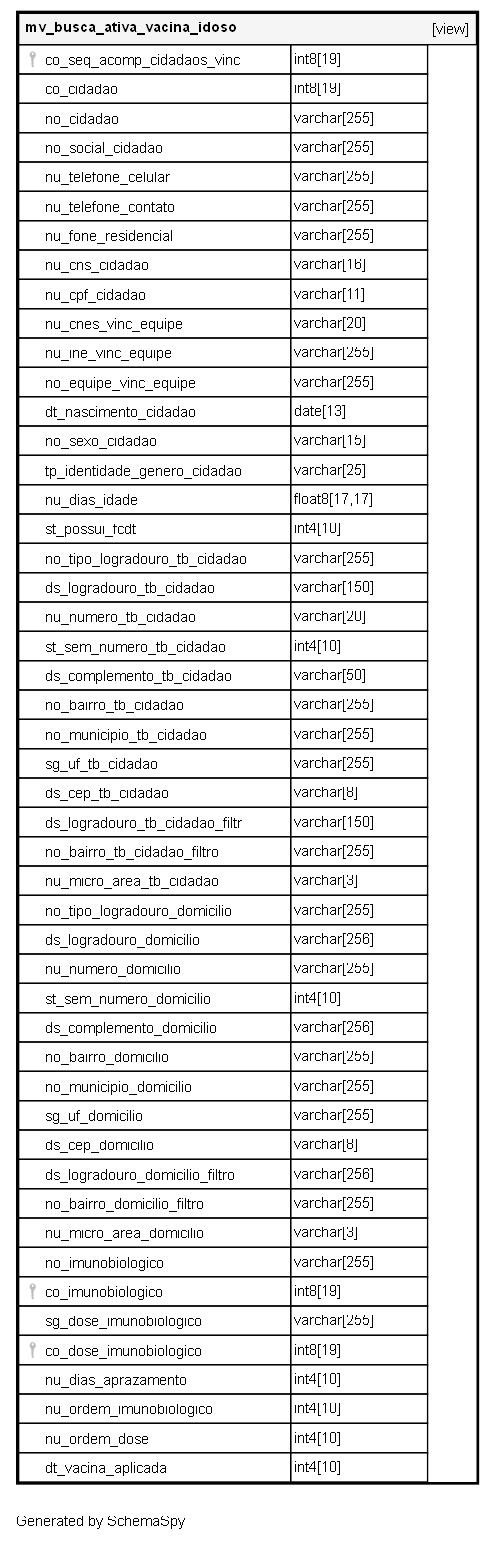 mv_busca_ativa_vacina_idoso [view]
co_seq_acomp_cidadaos_vinc int8[19]
co_cidadao int8[19]
no_cidadao varchar[255]
no_social_cidadao varchar[255]
nu_telefone_celular varchar[255]
nu_telefone_contato varchar[255]
nu_fone_residencial varchar[255]
nu_cns_cidadao varchar[16]
nu_cpf_cidadao varchar[11]
nu_cnes_vinc_equipe varchar[20]
nu_ine_vinc_equipe varchar[255]
no_equipe_vinc_equipe varchar[255]
dt_nascimento_cidadao date[13]
no_sexo_cidadao varchar[15]
tp_identidade_genero_cidadao varchar[25]
nu_dias_idade float8[17,17]
st_possui_fcdt int4[10]
no_tipo_logradouro_tb_cidadao varchar[255]
ds_logradouro_tb_cidadao varchar[150]
nu_numero_tb_cidadao varchar[20]
st_sem_numero_tb_cidadao int4[10]
ds_complemento_tb_cidadao varchar[50]
no_bairro_tb_cidadao varchar[255]
no_municipio_tb_cidadao varchar[255]
sg_uf_tb_cidadao varchar[255]
ds_cep_tb_cidadao varchar[8]
ds_logradouro_tb_cidadao_filtr varchar[150]
no_bairro_tb_cidadao_filtro varchar[255]
nu_micro_area_tb_cidadao varchar[3]
no_tipo_logradouro_domicilio varchar[255]
ds_logradouro_domicilio varchar[256]
nu_numero_domicilio varchar[255]
st_sem_numero_domicilio int4[10]
ds_complemento_domicilio varchar[256]
no_bairro_domicilio varchar[255]
no_municipio_domicilio varchar[255]
sg_uf_domicilio varchar[255]
ds_cep_domicilio varchar[8]
ds_logradouro_domicilio_filtro varchar[256]
no_bairro_domicilio_filtro varchar[255]
nu_micro_area_domicilio varchar[3]
no_imunobiologico varchar[255]
co_imunobiologico int8[19]
sg_dose_imunobiologico varchar[255]
co_dose_imunobiologico int8[19]
nu_dias_aprazamento int4[10]
nu_ordem_imunobiologico int4[10]
nu_ordem_dose int4[10]
dt_vacina_aplicada int4[10]
Generated by SchemaSpy